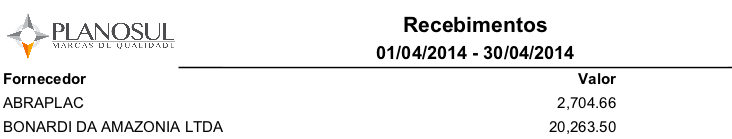 PLANOSUL
MARCAS DE QUALIDADE
Recebimentos
01/04/2014 - 30/04/2014
Fornecedor Valor
ABRAPLAC 2,704.66
BONARDI DA AMAZONIA LTDA 20,263.50